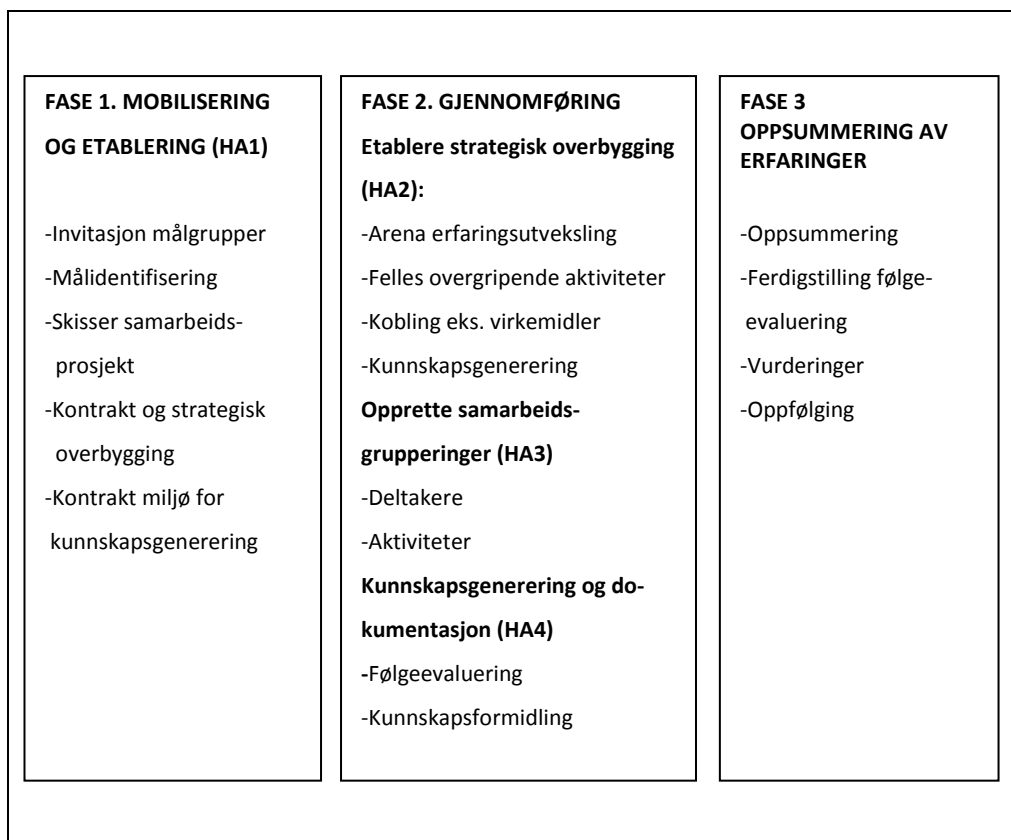 FASE 1. MOBILISERING
OG ETABLERING (HA1)
-Invitasjon målgrupper
-Målidentifisering
-Skisser samarbeids-
prosjekt
-Kontrakt og strategisk
overbygging
-Kontrakt miljø for
kunnskapsgenerering
FASE 2. GJENNOMFØRING
Etablere strategisk overbygging
(HA2):
-Arena erfaringsutveksling
-Felles overgripende aktiviteter
-Kobling eks. virkemidler
-Kunnskapsgenerering
Opprette samarbeids-
grupperinger (HA3)
-Deltakere
-Aktiviteter
Kunnskapsgenerering og do-
kumentasjon (HA4)
-Følgeevaluering
-Kunnskapsformidling
FASE 3
OPPSUMMERING AV
ERFARINGER
-Oppsummering
-Ferdigstilling følge-
evaluering
-Vurderinger
-Oppfølging